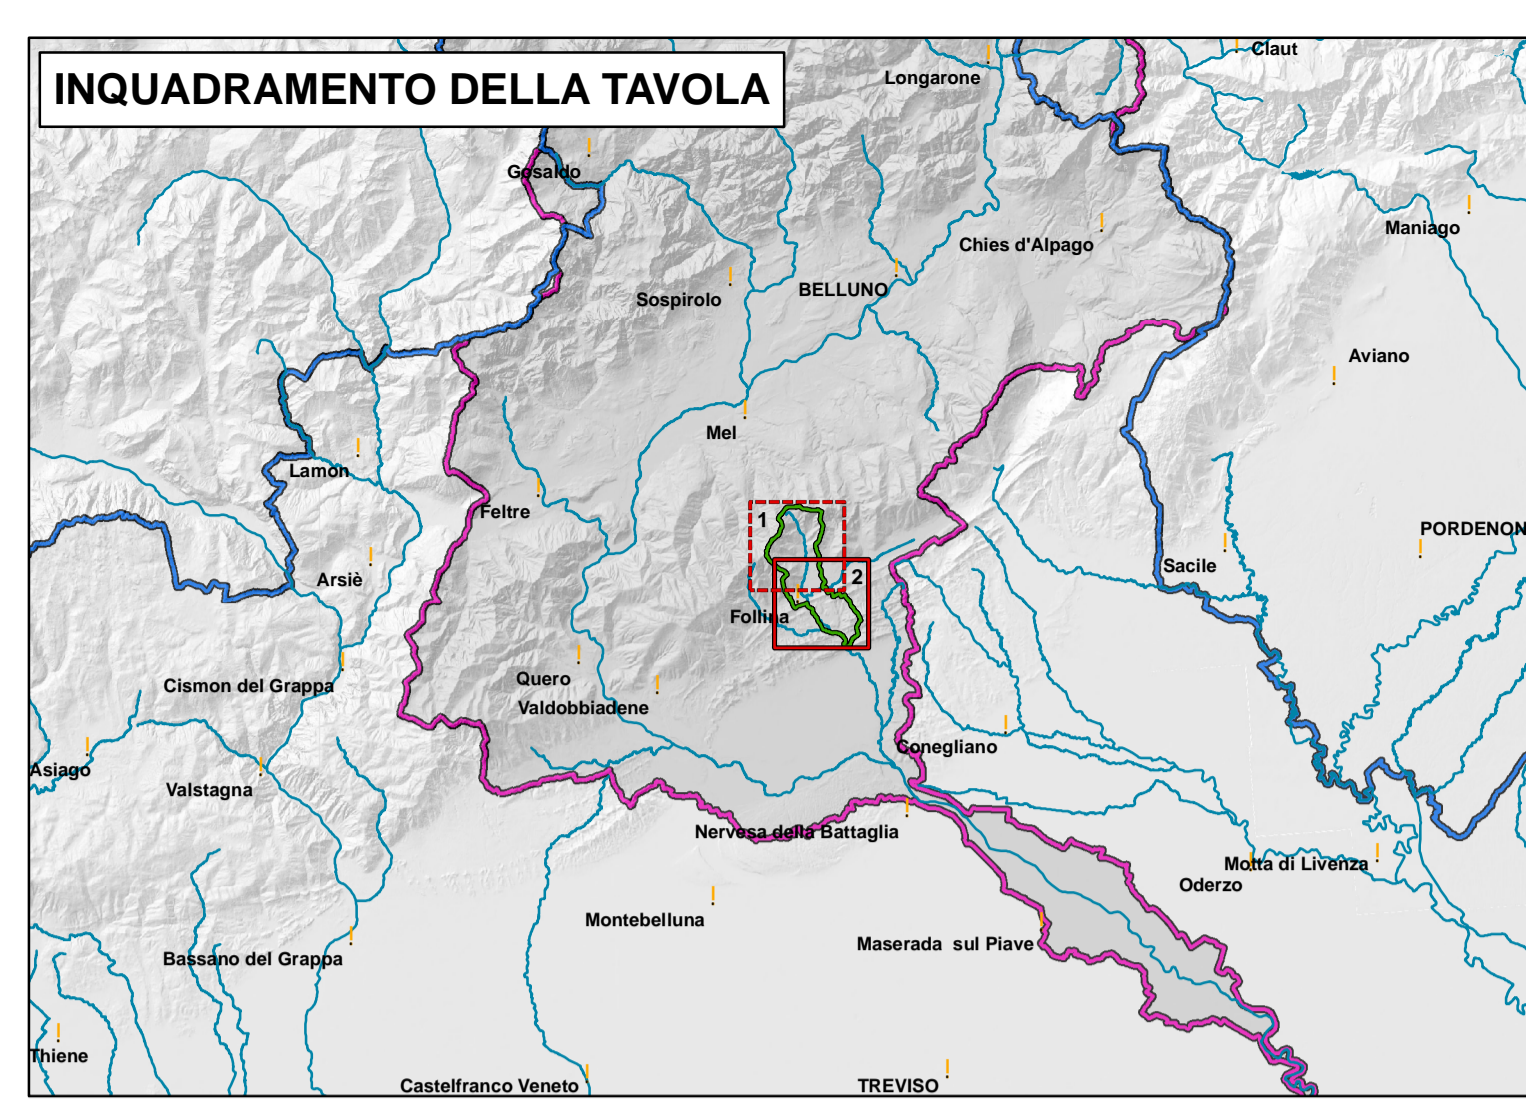 INQUADRAMENTO DELLA TAVOLA
Claut
Longarone
Gosaldo
Maniago
Chies d'Alpago
BELLUNO
Sospirolo
Aviano
Mel
Lamon
Feltre
1
PORDENON
Sacile
2
Arsiè
Follina
Quero
Cismon del Grappa
Valdobbiadene
Conegliano
Asiago
Valstagna
Nervesa della Battaglia
Motta di Livenza
Oderzo
Montebelluna
Maserada sul Piave
Bassano del Grappa
Thiene
Castelfranco Veneto
TREVISO